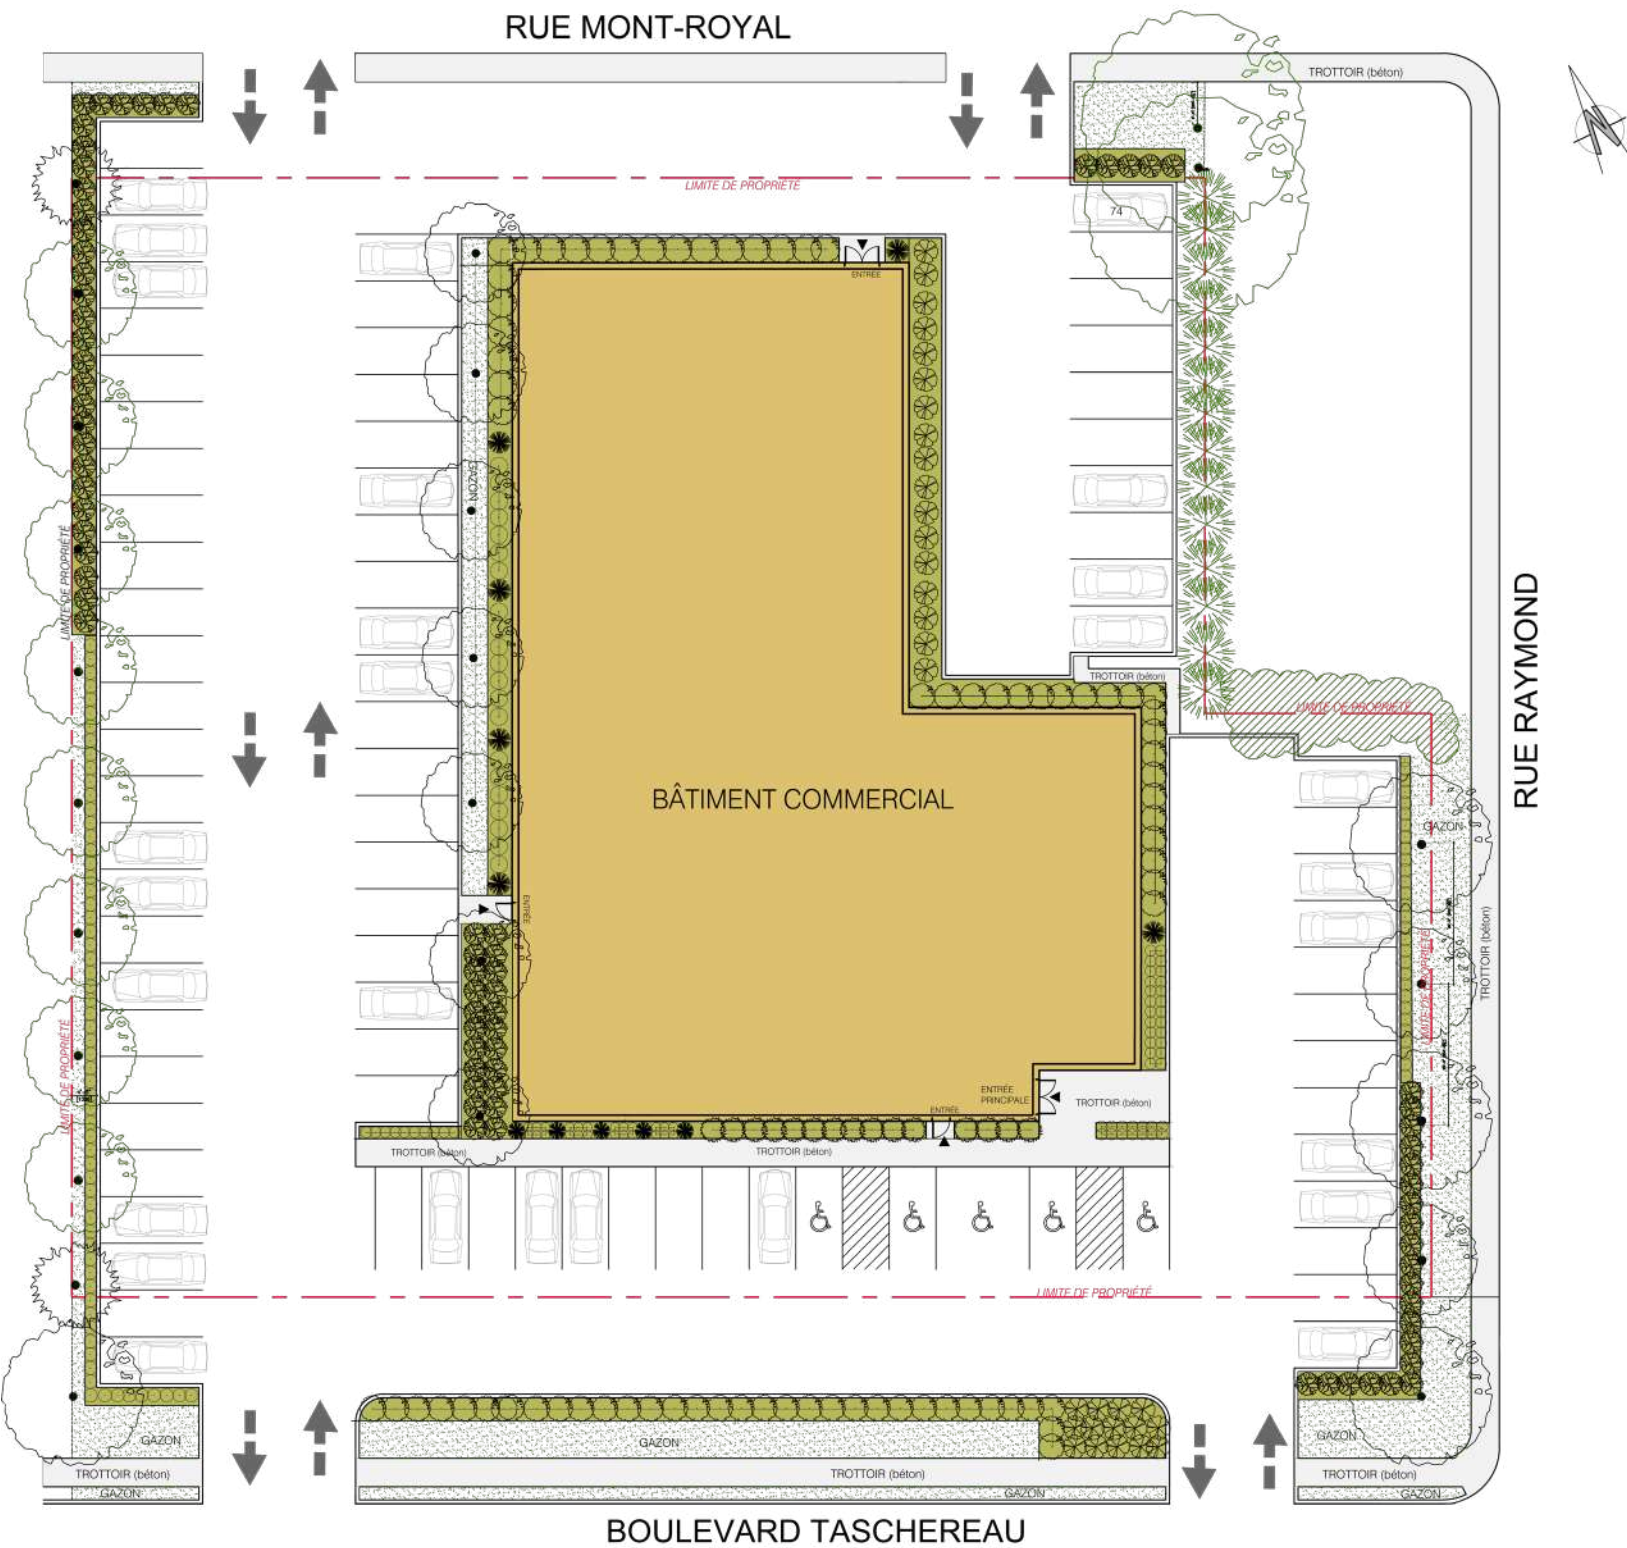 RUE MONT-ROYAL
TROTTOIR (béton)
N
LIMITE DE PROPRIÉTÉ
74
ENTRÉE
GAZON
LIMITE DE PROPRIÉTÉ
RUE RAYMOND
TROTTOIR (béton)
LIMITE DE PROPRIÉTÉ
BÂTIMENT COMMERCIAL
GAZON
ENTRÉE
TROTTOIR (béton)
LIMITE DE PROPRIÉTÉ
LIMITE DE PROPRIÉTÉ
ENTRÉE
PRINCIPALE
TROTTOIR (béton)
ENTRÉE
TROTTOIR (béton)
TROTTOIR (béton)
LIMITE DE PROPRIÉTÉ
GAZON
GAZON
GAZON
TROTTOIR (béton)
TROTTOIR (béton)
TROTTOIR (béton)
GAZON
GAZON
GAZON
BOULEVARD TASCHEREAU